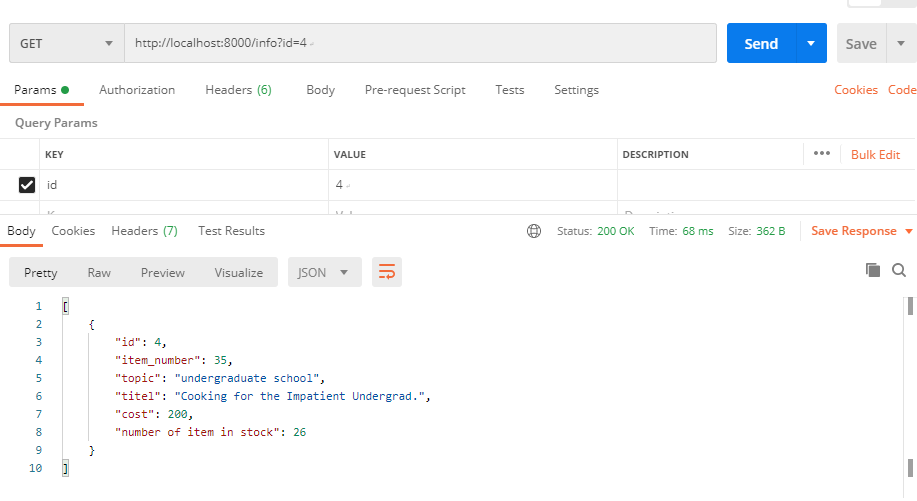 GET http://localhost:8000/info?id=4 Send Save
Params Authorization Headers (6) Body Pre-request Script Tests Settings Cookies Code
Query Params
KEY VALUE DESCRIPTION ••• Bulk Edit
id 4
Body Cookies Headers (7) Test Results Status: 200 OK Time: 68 ms Size: 362 B Save Response
Pretty Raw Preview Visualize JSON
1 [
2 {
3 "id": 4,
4 "item_number": 35,
5 "topic": "undergraduate school",
6 "titel": "Cooking for the Impatient Undergrad.",
7 "cost": 200,
8 "number of item in stock": 26
9 }
10 ]